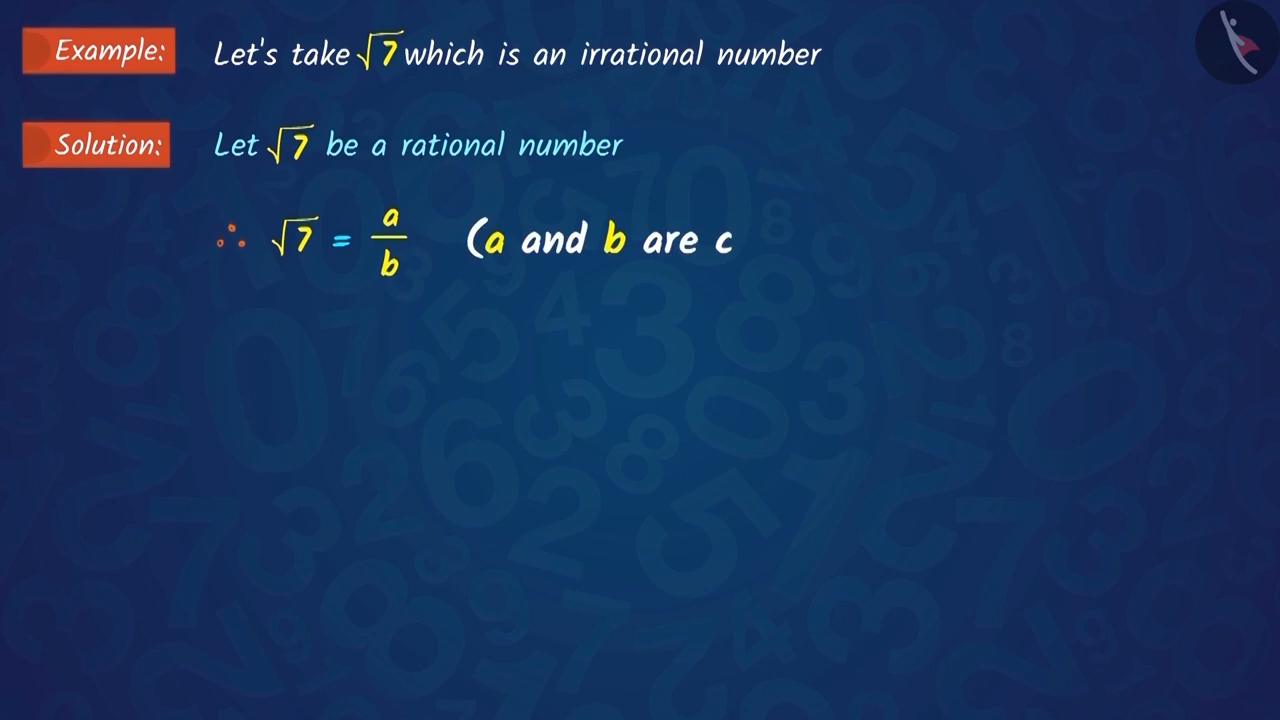 Example: Let's take √7 which is an irrational number
Solution: Let √7 be a rational number
∴ √7 = a/b (a and b are c